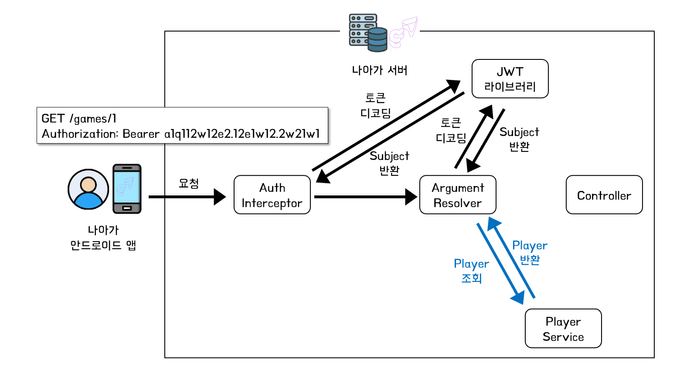 나아가 서버
JWT
라이브러리
GET /games/1
Authorization: Bearer a1q112w12e2.12e1w12.2w21w1
토큰
디코딩
Subject
반환
토큰
디코딩
Subject
반환
요청
Auth
Interceptor
Argument
Resolver
Controller
나아가
안드로이드 앱
Player
조회
Player
반환
Player
Service